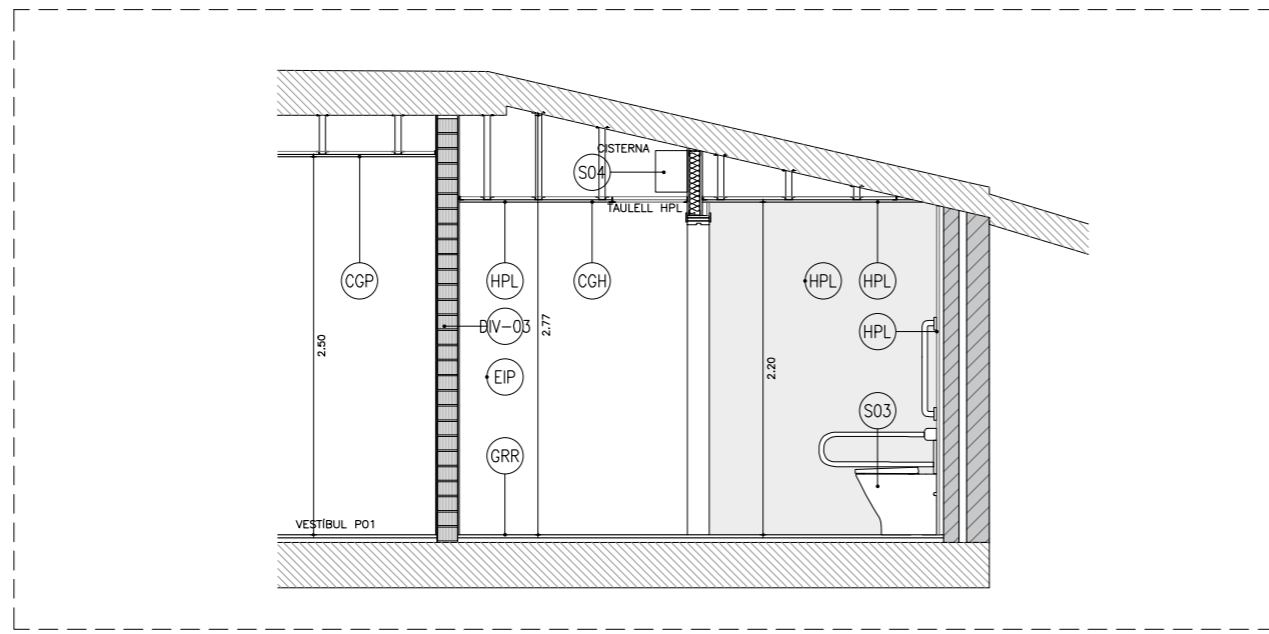 CISTERNA
S04
TAULELL HPL
CGP
HPL
CGH
HPL
HPL
DIV-03
2.77
HPL
2.50
EIP
2.20
S03
GRR
VESTÍBUL P01